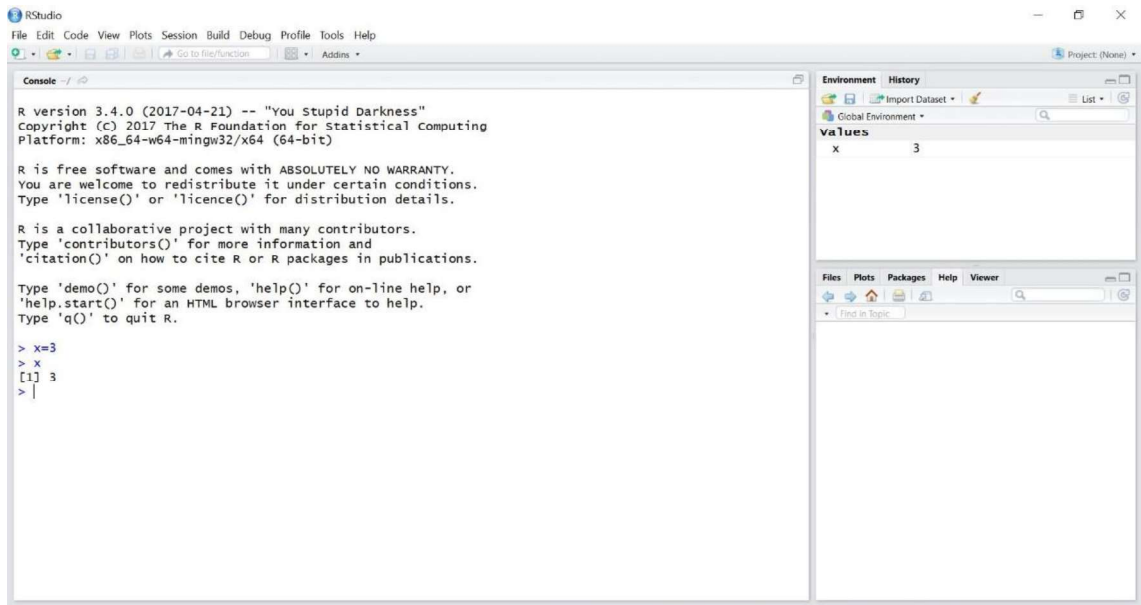 RStudio
File Edit Code View Plots Session Build Debug Profile Tools Help
Go to file/function Addins
Project: (None)
Console ~/
R version 3.4.0 (2017-04-21) -- "You Stupid Darkness"
Copyright (C) 2017 The R Foundation for Statistical Computing
Platform: x86_64-w64-mingw32/x64 (64-bit)
R is free software and comes with ABSOLUTELY NO WARRANTY.
You are welcome to redistribute it under certain conditions.
Type 'license()' or 'licence()' for distribution details.
R is a collaborative project with many contributors.
Type 'contributors()' for more information and
'citation()' on how to cite R or R packages in publications.
Type 'demo()' for some demos, 'help()' for on-line help, or
'help.start()' for an HTML browser interface to help.
Type 'q()' to quit R.
> x=3
> x
[1] 3
>
Environment History
Import Dataset List
Global Environment
Values
x 3
Files Plots Packages Help Viewer
Find in Topic